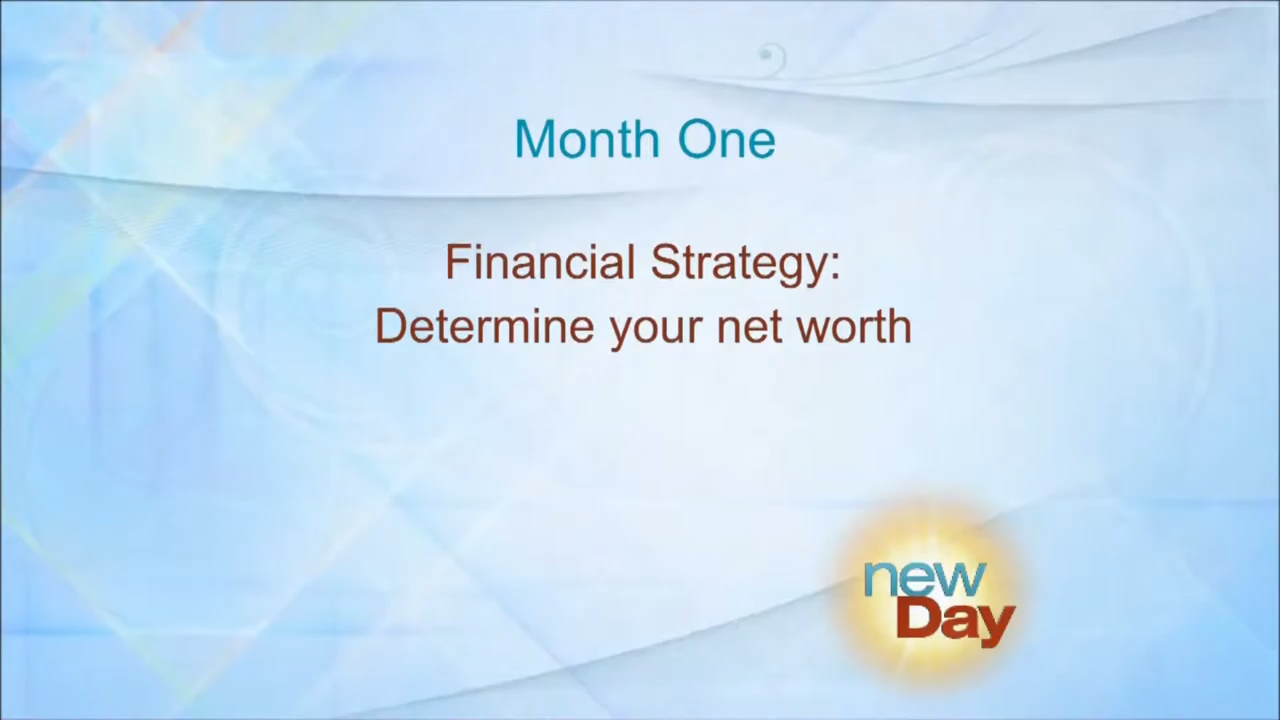 Month One
Financial Strategy:
Determine your net worth
new
Day